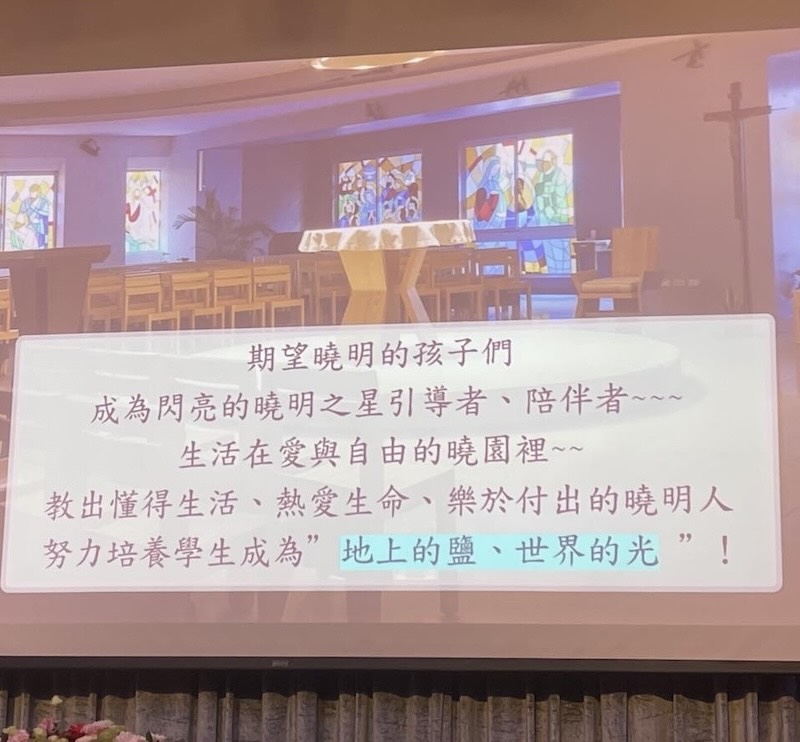 期望曉明的孩子們
成為閃亮的曉明之星引導者、陪伴者~~~
生活在愛與自由的曉園裡~~
教出懂得生活、熱愛生命、樂於付出的曉明人
努力培養學生成為”地上的鹽、世界的光 ”！